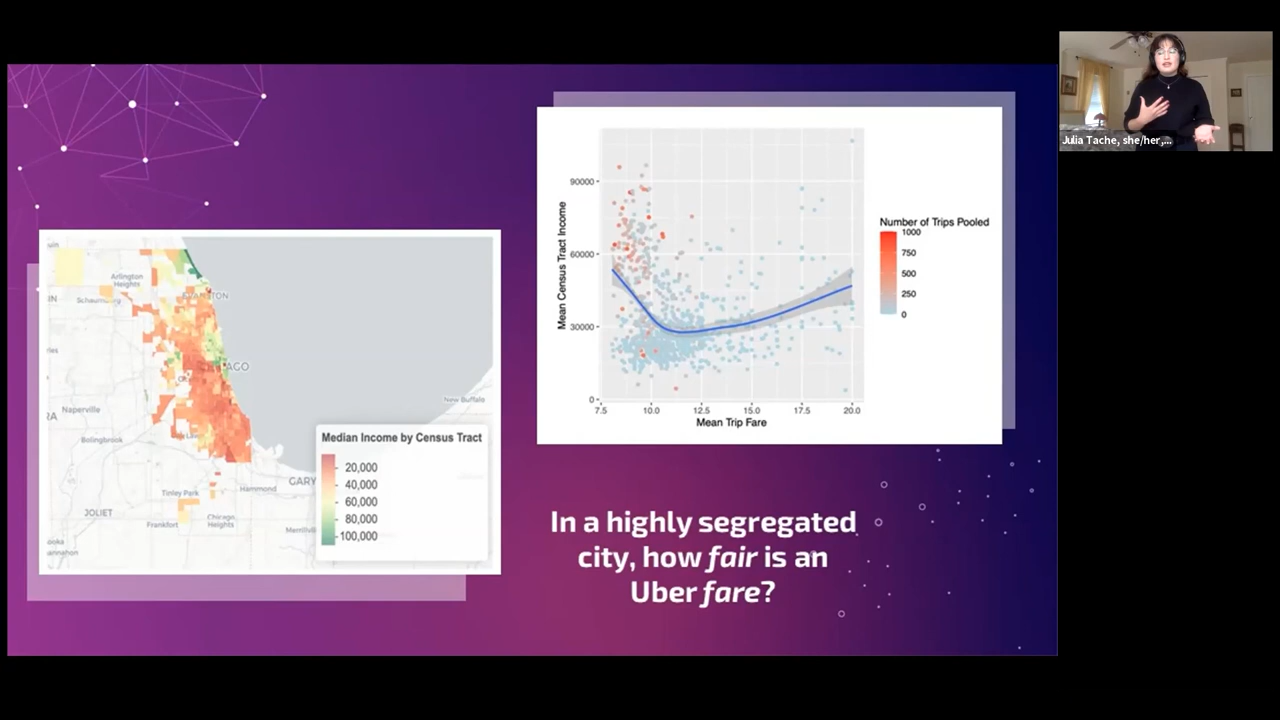 Julia Tache, she/her,...
Arlington
Heights
Schaumburg
EVANSTON
CHICAGO
Naperville
Bolingbrook
New Buffalo
GARY
Hammond
Tinley Park
JOLIET
Frankfort
Chicago
Heights
Merrillville
Median Income by Census Tract
20,000
40,000
60,000
80,000
100,000
Mean Census Tract Income
90000
60000
30000
0
7.5 10.0 12.5 15.0 17.5 20.0
Mean Trip Fare
Number of Trips Pooled
1000
750
500
250
0
In a highly segregated
city, how fair is an
Uber fare?